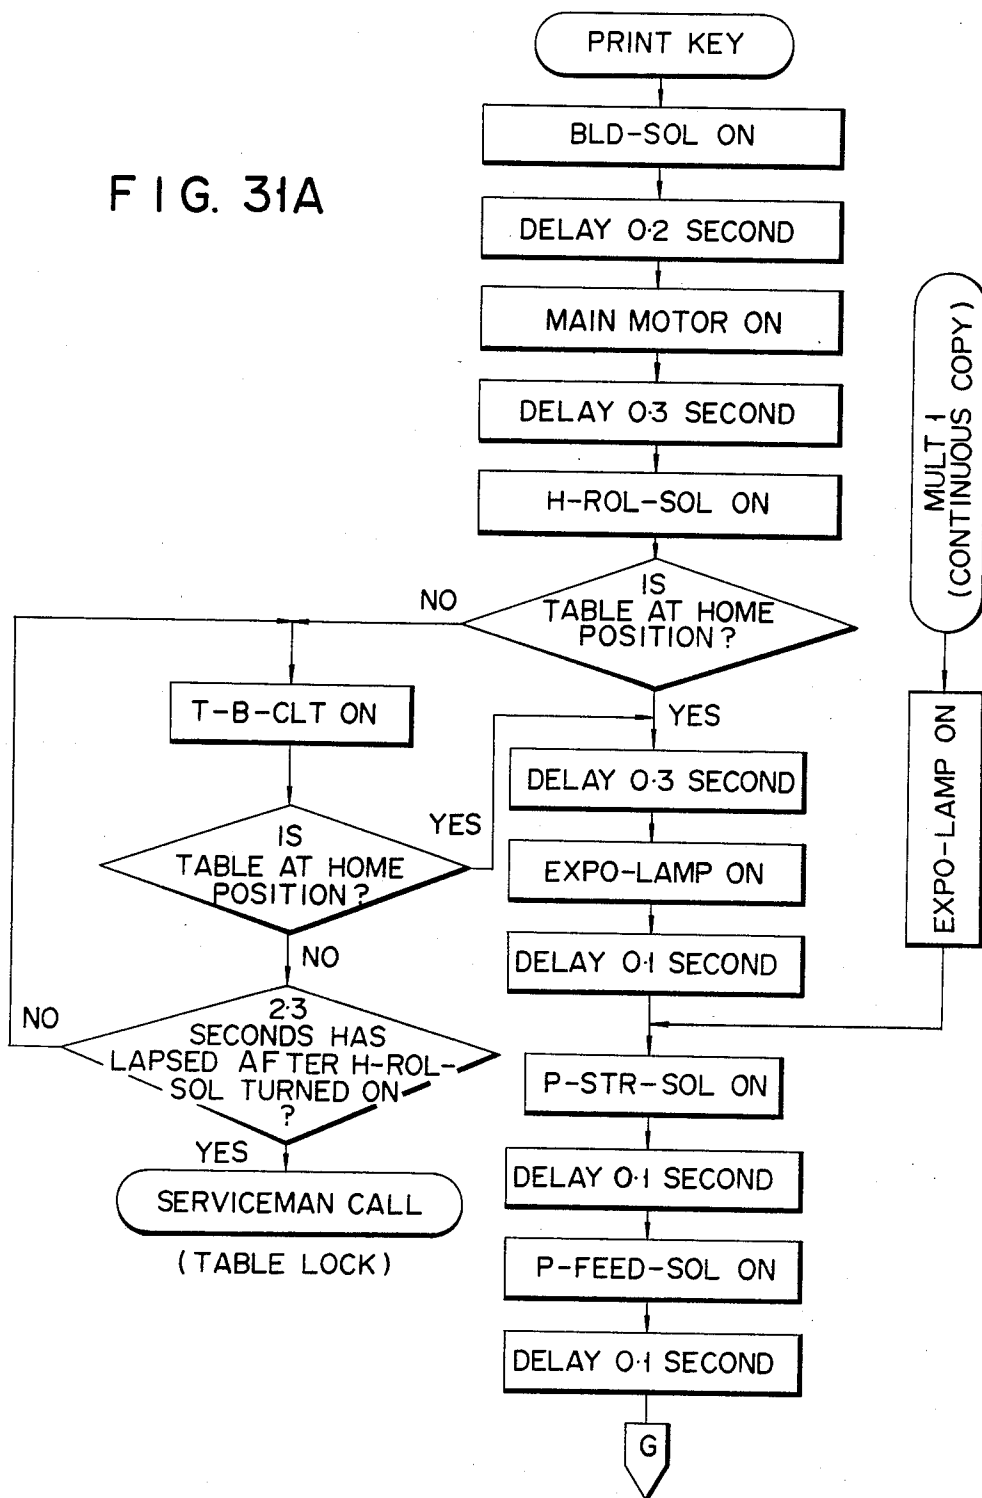 PRINT KEY
BLD-SOL ON
FIG. 31A
DELAY 0.2 SECOND
MAIN MOTOR ON
DELAY 0.3 SECOND
H-ROL-SOL ON
MULT 1
(CONTINUOUS COPY)
IS
TABLE AT HOME
POSITION?
NO
YES
T-B-CLT ON
DELAY 0.3 SECOND
EXPO-LAMP ON
IS
TABLE AT HOME
POSITION?
YES
NO
EXPO-LAMP ON
DELAY 0.1 SECOND
2.3
SECONDS HAS
LAPSED AFTER H-ROL-
SOL TURNED ON
?
NO
YES
P-STR-SOL ON
SERVICEMAN CALL
(TABLE LOCK)
DELAY 0.1 SECOND
P-FEED-SOL ON
DELAY 0.1 SECOND
G